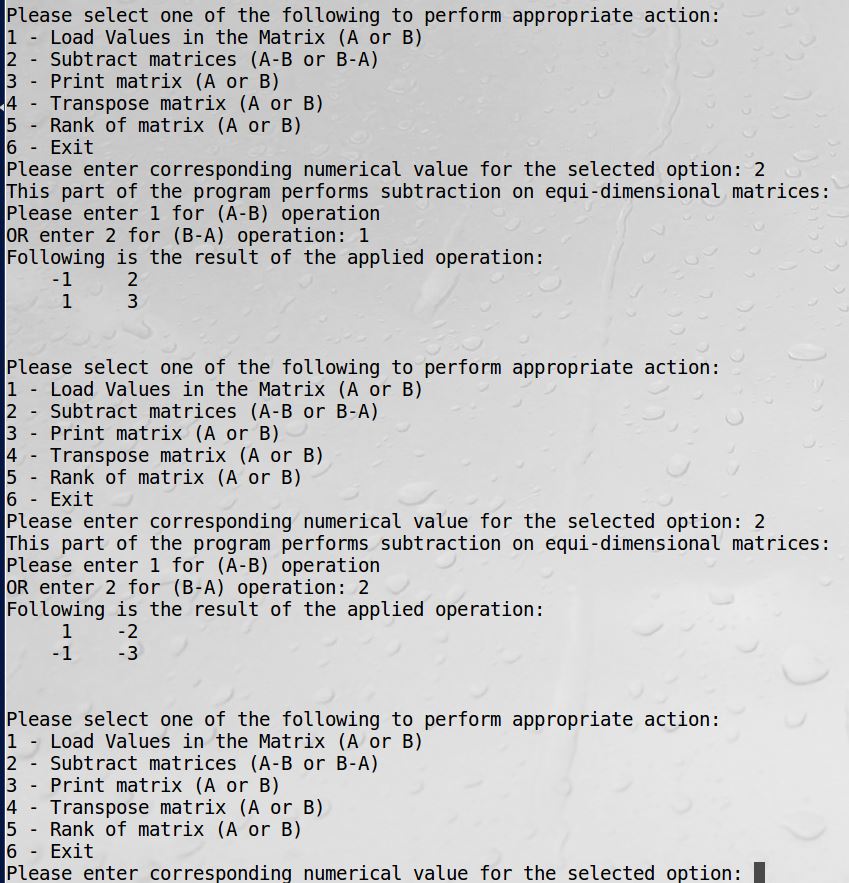 Please select one of the following to perform appropriate action:
1 - Load Values in the Matrix (A or B)
2 - Subtract matrices (A-B or B-A)
3 - Print matrix (A or B)
4 - Transpose matrix (A or B)
5 - Rank of matrix (A or B)
6 - Exit
Please enter corresponding numerical value for the selected option: 2
This part of the program performs subtraction on equi-dimensional matrices:
Please enter 1 for (A-B) operation
OR enter 2 for (B-A) operation: 1
Following is the result of the applied operation:
    -1     2
     1     3
Please select one of the following to perform appropriate action:
1 - Load Values in the Matrix (A or B)
2 - Subtract matrices (A-B or B-A)
3 - Print matrix (A or B)
4 - Transpose matrix (A or B)
5 - Rank of matrix (A or B)
6 - Exit
Please enter corresponding numerical value for the selected option: 2
This part of the program performs subtraction on equi-dimensional matrices:
Please enter 1 for (A-B) operation
OR enter 2 for (B-A) operation: 2
Following is the result of the applied operation:
     1    -2
    -1    -3
Please select one of the following to perform appropriate action:
1 - Load Values in the Matrix (A or B)
2 - Subtract matrices (A-B or B-A)
3 - Print matrix (A or B)
4 - Transpose matrix (A or B)
5 - Rank of matrix (A or B)
6 - Exit
Please enter corresponding numerical value for the selected option: